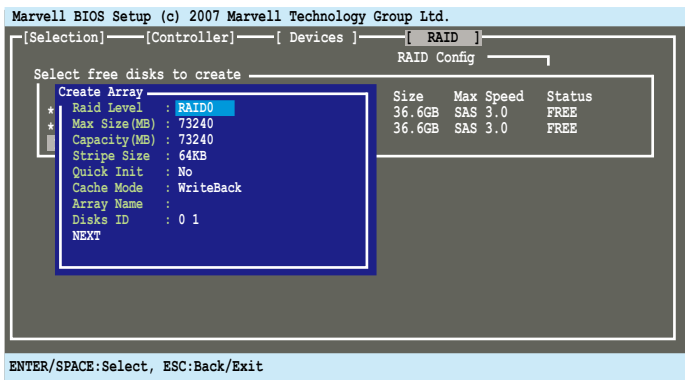 Marvell BIOS Setup (c) 2007 Marvell Technology Group Ltd.
[Selection] [Controller] [ Devices ] [ RAID ]
RAID Config
Select free disks to create
Size Max Speed Status
* 36.6GB SAS 3.0 FREE
* 36.6GB SAS 3.0 FREE
Create Array
Raid Level : RAID0
Max Size(MB) : 73240
Capacity(MB) : 73240
Stripe Size : 64KB
Quick Init : No
Cache Mode : WriteBack
Array Name :
Disks ID : 0 1
NEXT
ENTER/SPACE:Select, ESC:Back/Exit